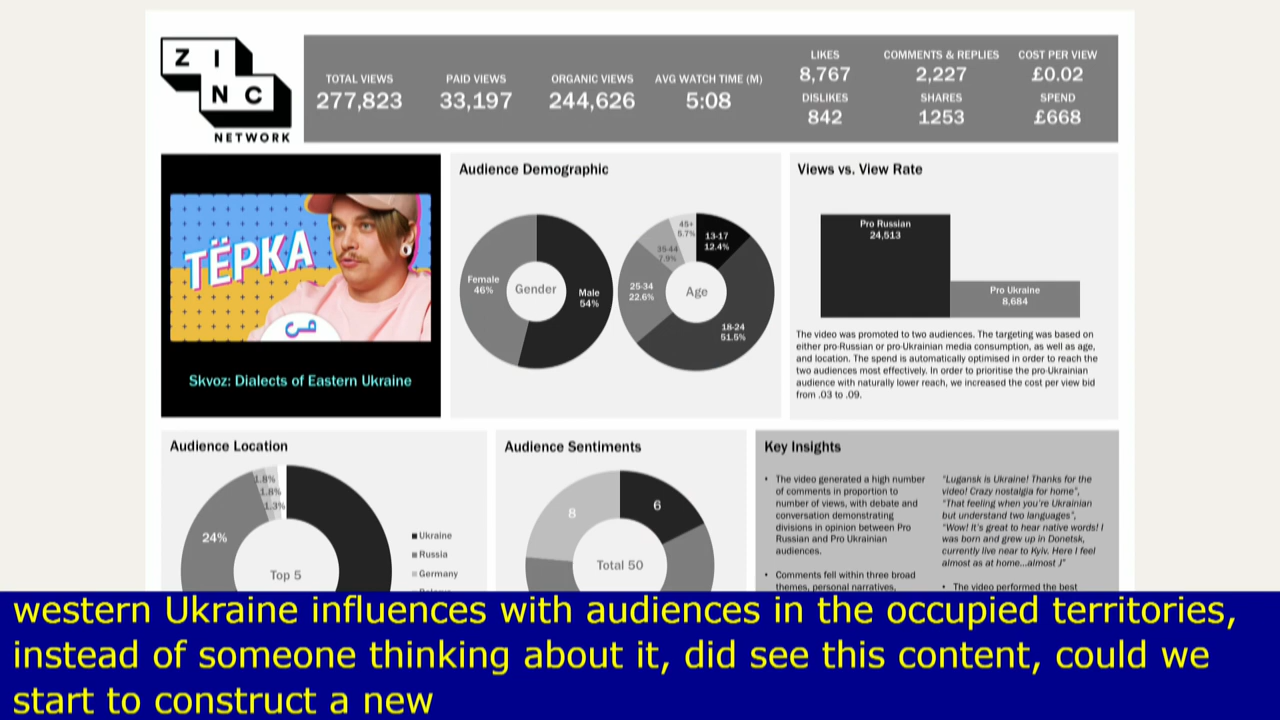 Z I
N C
NETWORK
TOTAL VIEWS
277,823
PAID VIEWS
33,197
ORGANIC VIEWS
244,626
AVG WATCH TIME (M)
5:08
LIKES
8,767
COMMENTS & REPLIES
2,227
COST PER VIEW
£0.02
DISLIKES
842
SHARES
1253
SPEND
£668
ТЁРКА
Skvoz: Dialects of Eastern Ukraine
Audience Demographic
Female
46%
Gender
Male
54%
45+
5.7%
13-17
12.4%
35-44
7.9%
25-34
22.6%
Age
18-24
51.5%
Views vs. View Rate
Pro Russian
24,513
Pro Ukraine
8,684
The video was promoted to two audiences. The targeting was based on
either pro-Russian or pro-Ukrainian media consumption, as well as age,
and location. The spend is automatically optimised in order to reach the
two audiences most effectively. In order to prioritise the pro-Ukrainian
audience with naturally lower reach, we increased the cost per view bid
from .03 to .09.
Audience Location
1.8%
1.8%
1.3%
24%
Top 5
Ukraine
Russia
Germany
Audience Sentiments
8
6
Total 50
Key Insights
• The video generated a high number
of comments in proportion to
number of views, with debate and
conversation demonstrating
divisions in opinion between Pro
Russian and Pro Ukrainian
audiences.
• Comments fell within three broad
themes, personal narratives,
"Lugansk is Ukraine! Thanks for the
video! Crazy nostalgia for home",
"That feeling when you're Ukrainian
but understand two languages",
"Wow! It's great to hear native words! I
was born and grew up in Donetsk,
currently live near to Kyiv. Here I feel
almost as at home...almost J"
• The video performed the best
western Ukraine influences with audiences in the occupied territories,
instead of someone thinking about it, did see this content, could we
start to construct a new